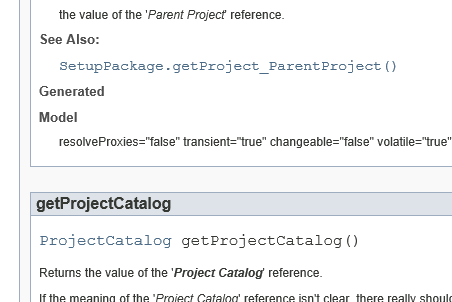 the value of the 'Parent Project' reference.
See Also:
SetupPackage.getProject_ParentProject()
Generated
Model
resolveProxies="false" transient="true" changeable="false" volatile="true"
getProjectCatalog
ProjectCatalog getProjectCatalog()
Returns the value of the 'Project Catalog' reference.
If the meaning of the 'Project Catalog' reference isn't clear, there really should